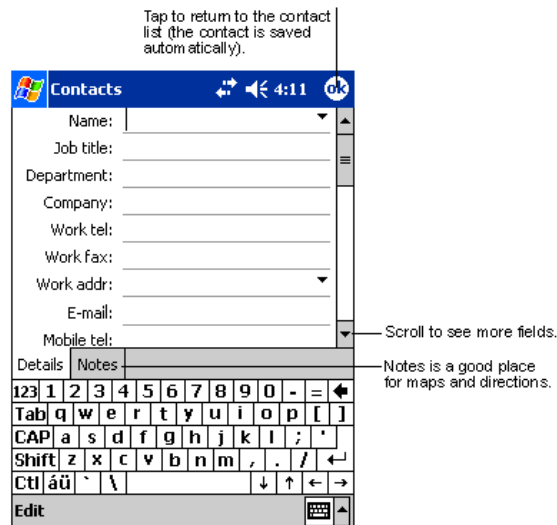 Tap to return to the contact
list (the contact is saved
automatically).
Contacts 4:11 ok
Name:
Job title:
Department:
Company:
Work tel:
Work fax:
Work addr:
E-mail:
Mobile tel:
Scroll to see more fields.
Details Notes
Notes is a good place
for maps and directions.
123 1 2 3 4 5 6 7 8 9 0 - =
Tab q w e r t y u i o p [ ]
CAP a s d f g h j k l ; '
Shift z x c v b n m , . /
Ctl áü ` \
Edit